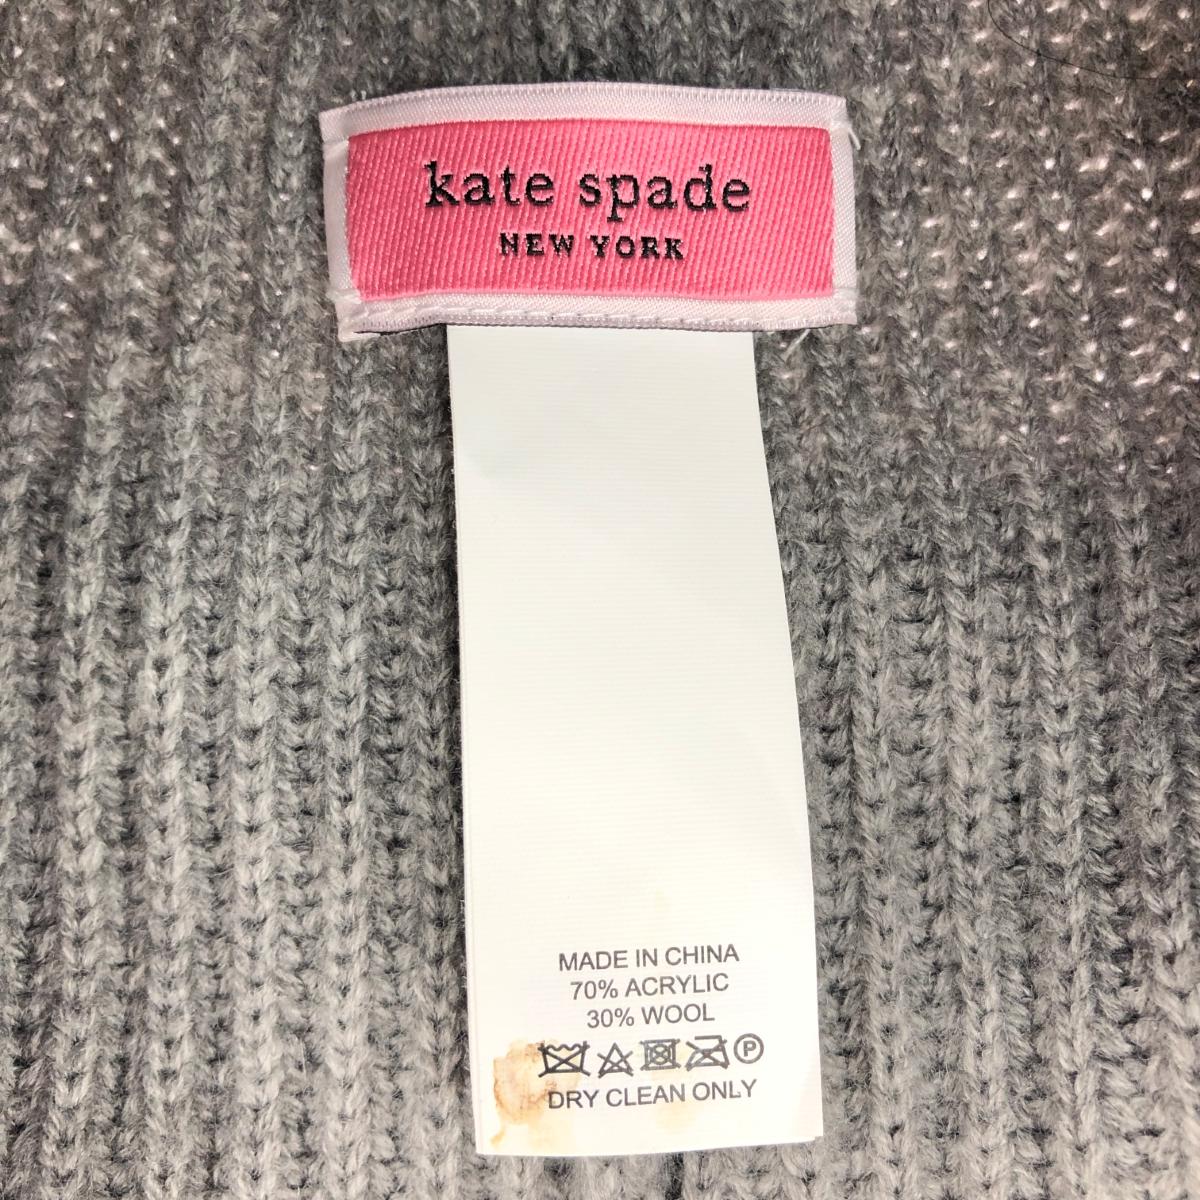 kate spade
NEW YORK
MADE IN CHINA
70% ACRYLIC
30% WOOL
P
DRY CLEAN ONLY